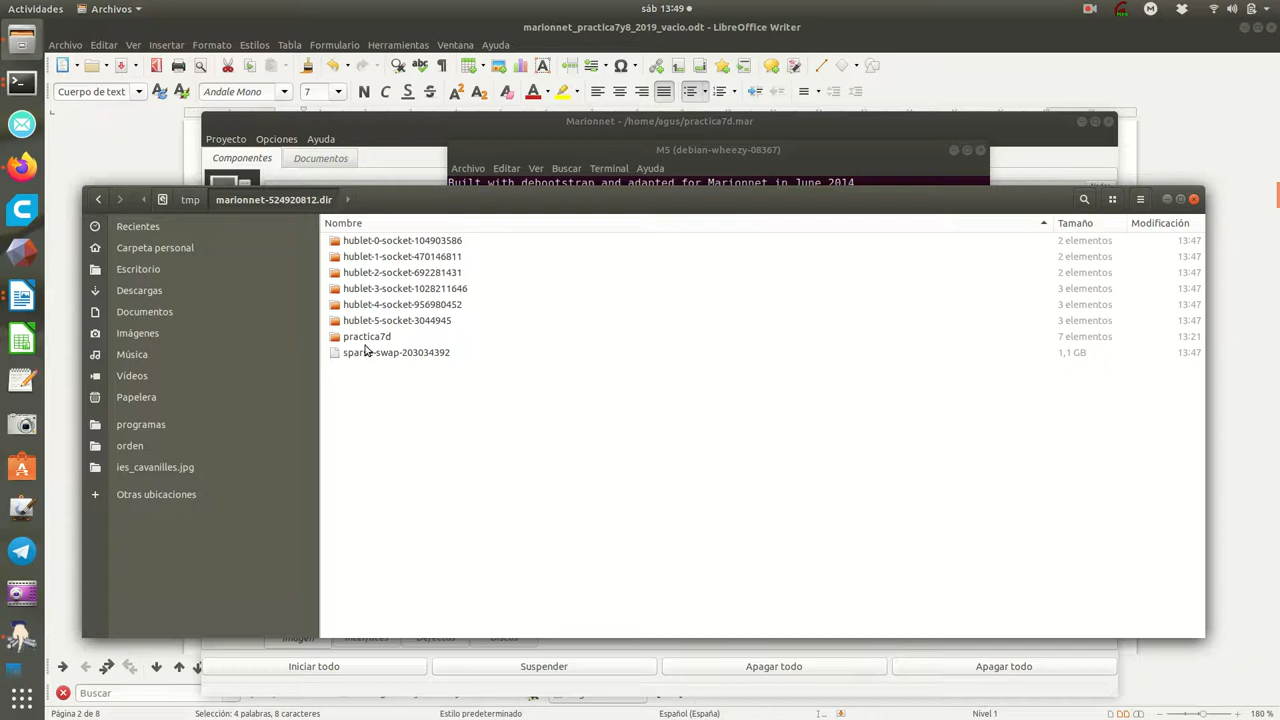 Actividades Archivos sáb 13:49
marionnet_practica7y8_2019_vacio.odt - LibreOffice Writer
Archivo Editar Ver Insertar Formato Estilos Tabla Formulario Herramientas Ventana Ayuda
Cuerpo de text Andale Mono 7 N C S S
Marionnet - /home/agus/practica7d.mar
Proyecto Opciones Ayuda
MS (debian-wheezy-08367)
Componentes Documentos
Archivo Editar Ver Buscar Terminal Ayuda
Built with debootstrap and adapted for Marionnet in June 2014
tmp marionnet-524920812.dir
Nombre Tamaño Modificación
Recientes
Carpeta personal
Escritorio
Descargas
Documentos
Imágenes
Música
Vídeos
Papelera
programas
orden
ies_cavanilles.jpg
Otras ubicaciones
hublet-0-socket-104903586 2 elementos 13:47
hublet-1-socket-470146811 2 elementos 13:47
hublet-2-socket-692281431 2 elementos 13:47
hublet-3-socket-1028211646 3 elementos 13:47
hublet-4-socket-956980452 3 elementos 13:47
hublet-5-socket-3044945 3 elementos 13:47
practica7d 7 elementos 13:21
sparse-swap-203034392 1,1 GB 13:47
Imagen Interfaces Defectos Discos
Iniciar todo Suspender Apagar todo Apagar todo
Buscar
Página 2 de 8 Selección: 4 palabras, 8 caracteres Estilo predeterminado Español (España) Nivel 1 180 %